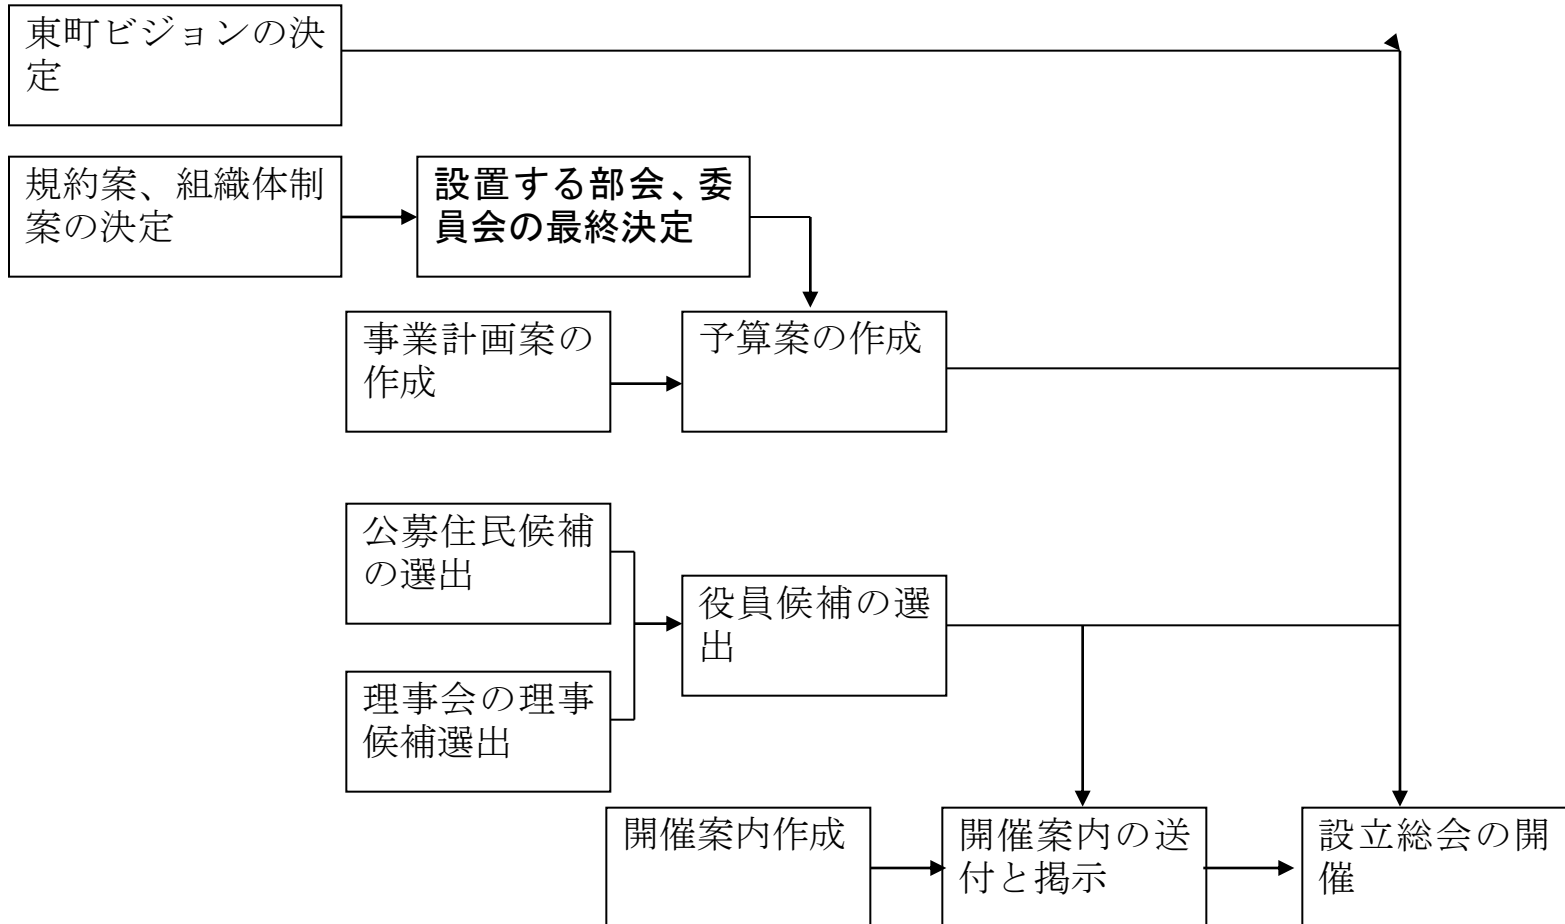 東町ビジョンの決
定
規約案、組織体制
案の決定
設置する部会、委
員会の最終決定
事業計画案の
作成
予算案の作成
公募住民候補
の選出
役員候補の選
出
理事会の理事
候補選出
開催案内作成
開催案内の送
付と掲示
設立総会の開
催